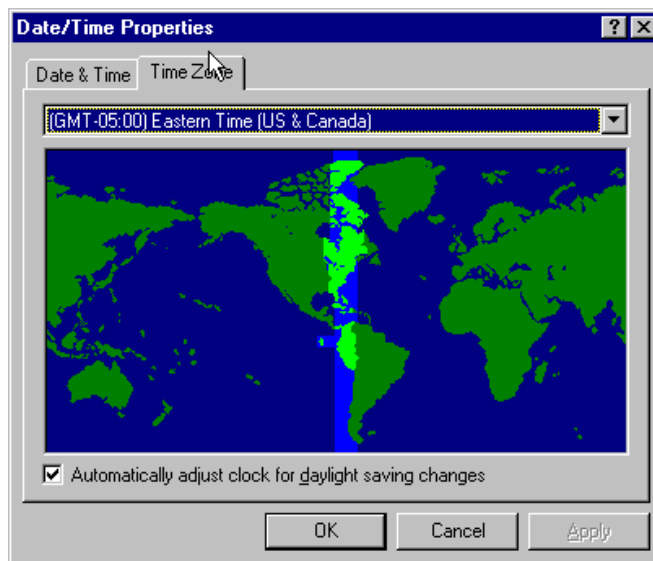 Date/Time Properties
Date & Time
Time Zone
(GMT-05:00) Eastern Time (US & Canada)
Automatically adjust clock for daylight saving changes
OK
Cancel
Apply